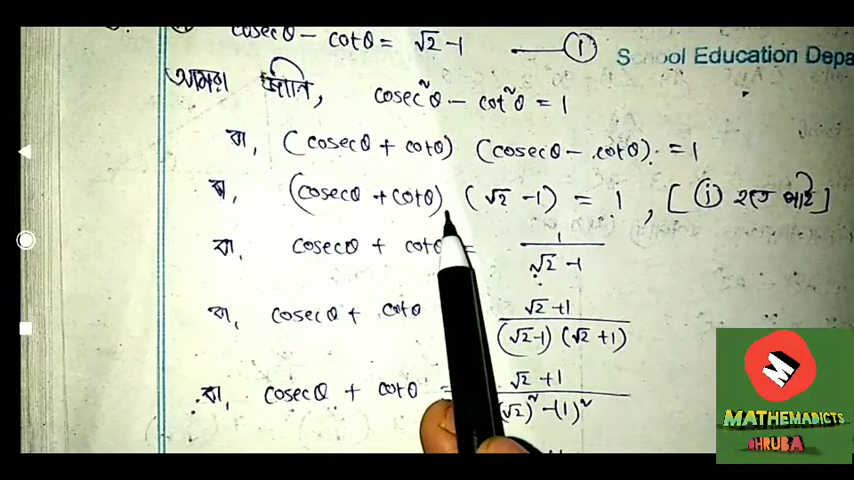 cosecθ − cotθ = √2 −1 ——— (i)
School Education Depa
আমরা জানি, cosec²θ − cot²θ = 1
বা, (cosecθ + cotθ) (cosecθ − cotθ) = 1
বা, (cosecθ + cotθ) (√2 −1) = 1, [(i) হতে পাই]
বা, cosecθ + cotθ = 1/(√2 −1)
বা, cosecθ + cotθ (√2 +1)/((√2 −1) (√2 +1))
বা, cosecθ + cotθ = (√2 +1)/((√2)² −(1)²)
M
MATHEMADICTS
DHRUBA